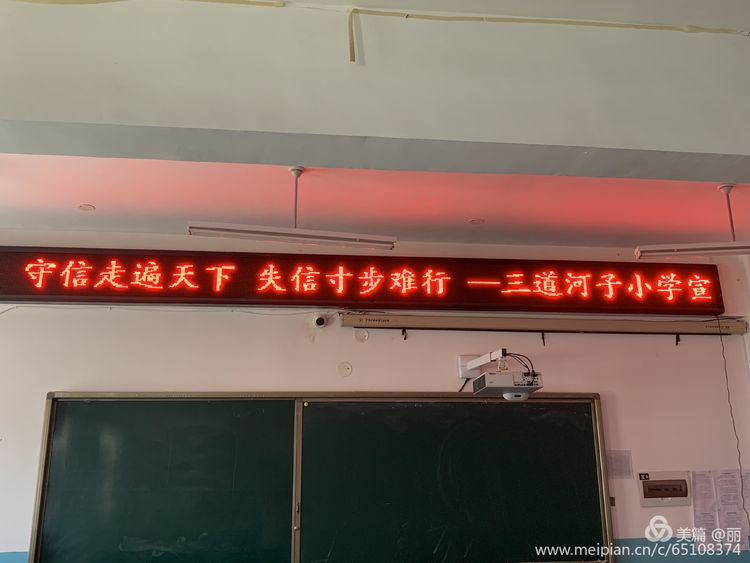 守信走遍天下 失信寸步难行 —三道河子小学宣
美篇 @丽
www.meipian.cn/c/65108374